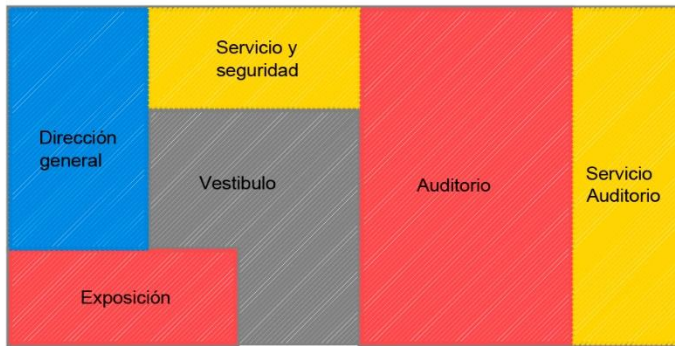 Servicio y
seguridad
Dirección
general
Vestibulo
Auditorio
Servicio
Auditorio
Exposición